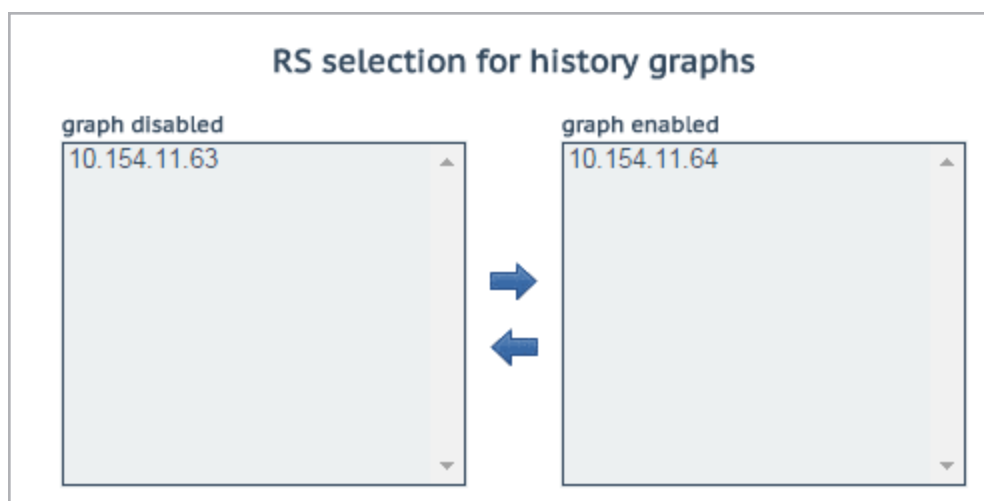 RS selection for history graphs
graph disabled
10.154.11.63
graph enabled
10.154.11.64